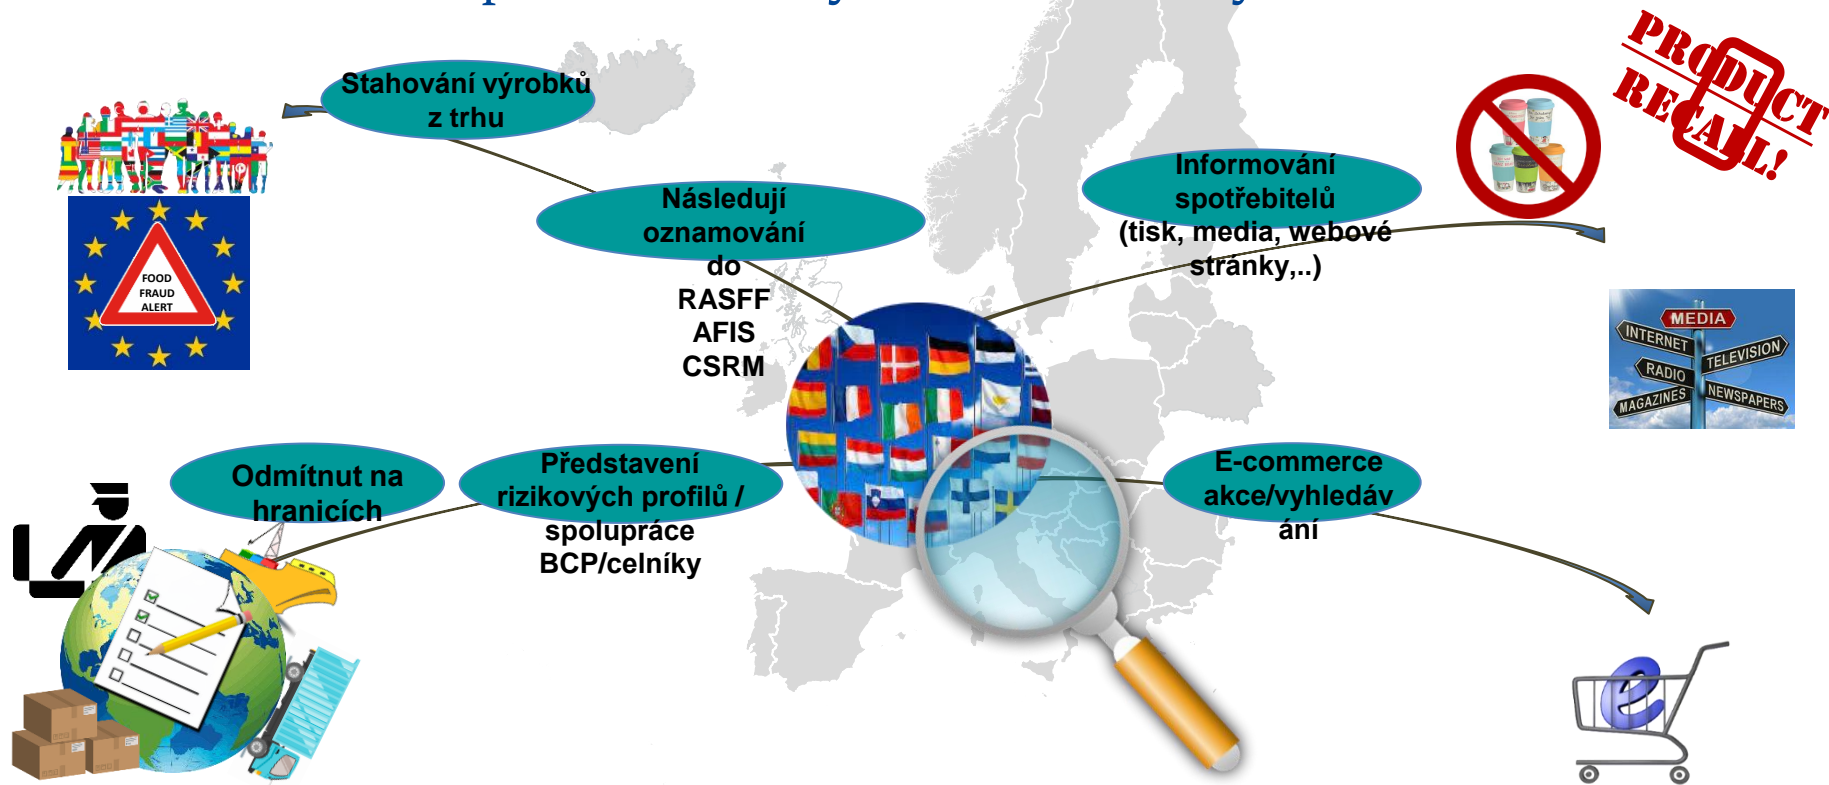 Stahování výrobků
z trhu
PRODUCT
RECALL!
Informování
spotřebitelů
(tisk, media, webové
stránky,..)
Následují
oznamování
do
RASFF
AFIS
CSRM
FOOD
FRAUD
ALERT
MEDIA
INTERNET
TELEVISION
RADIO
MAGAZINES
NEWSPAPERS
Odmítnut na
hranicích
Představení
rizikových profilů /
spolupráce
BCP/celníky
E-commerce
akce/vyhledáv
ání
e